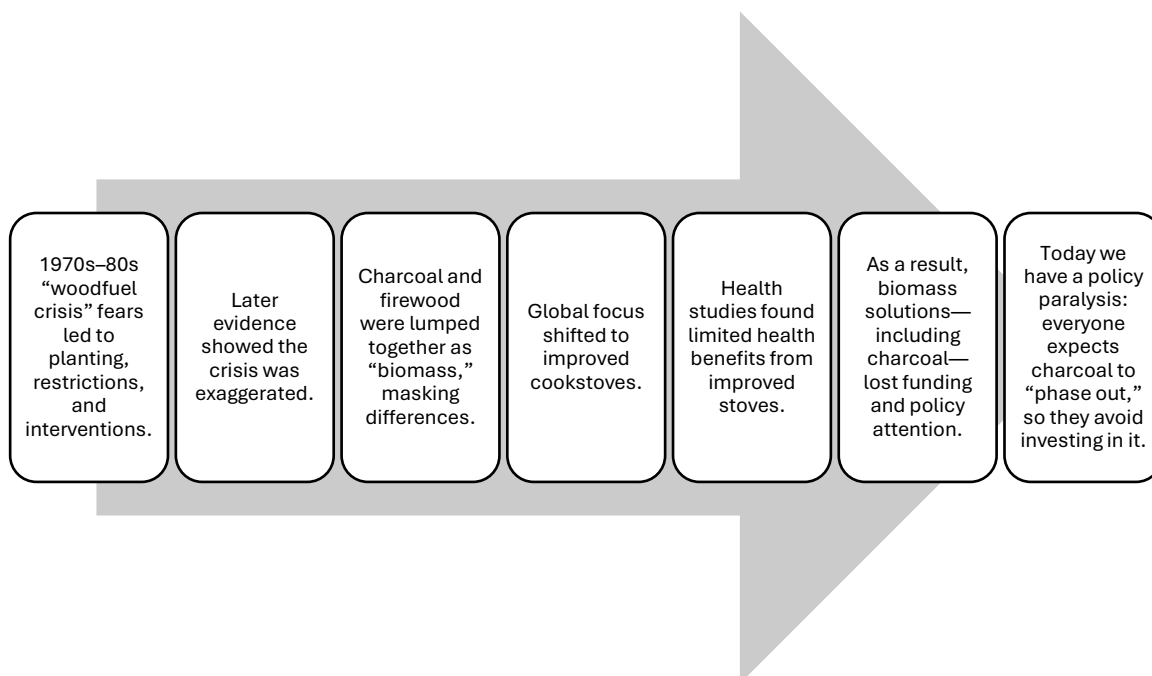 1970s–80s
“woodfuel
crisis” fears
led to
planting,
restrictions,
and
interventions.
Later
evidence
showed the
crisis was
exaggerated.
Charcoal and
firewood
were lumped
together as
“biomass,”
masking
differences.
Global focus
shifted to
improved
cookstoves.
Health
studies found
limited health
benefits from
improved
stoves.
As a result,
biomass
solutions—
including
charcoal—
lost funding
and policy
attention.
Today we
have a policy
paralysis:
everyone
expects
charcoal to
“phase out,”
so they avoid
investing in it.